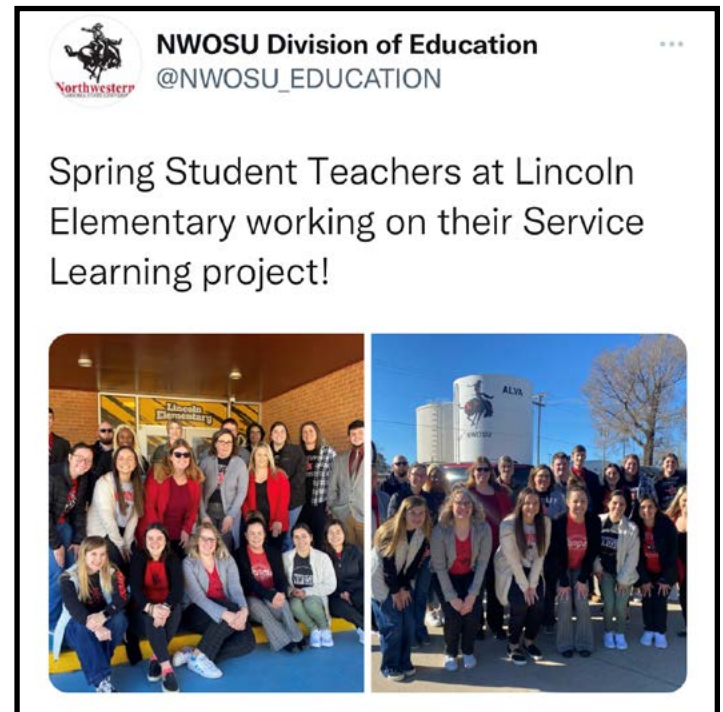 Northwestern
NWOSU Division of Education
@NWOSU_EDUCATION
Spring Student Teachers at Lincoln
Elementary working on their Service
Learning project!
Lincoln
Elementary
ALVA
NWOSU